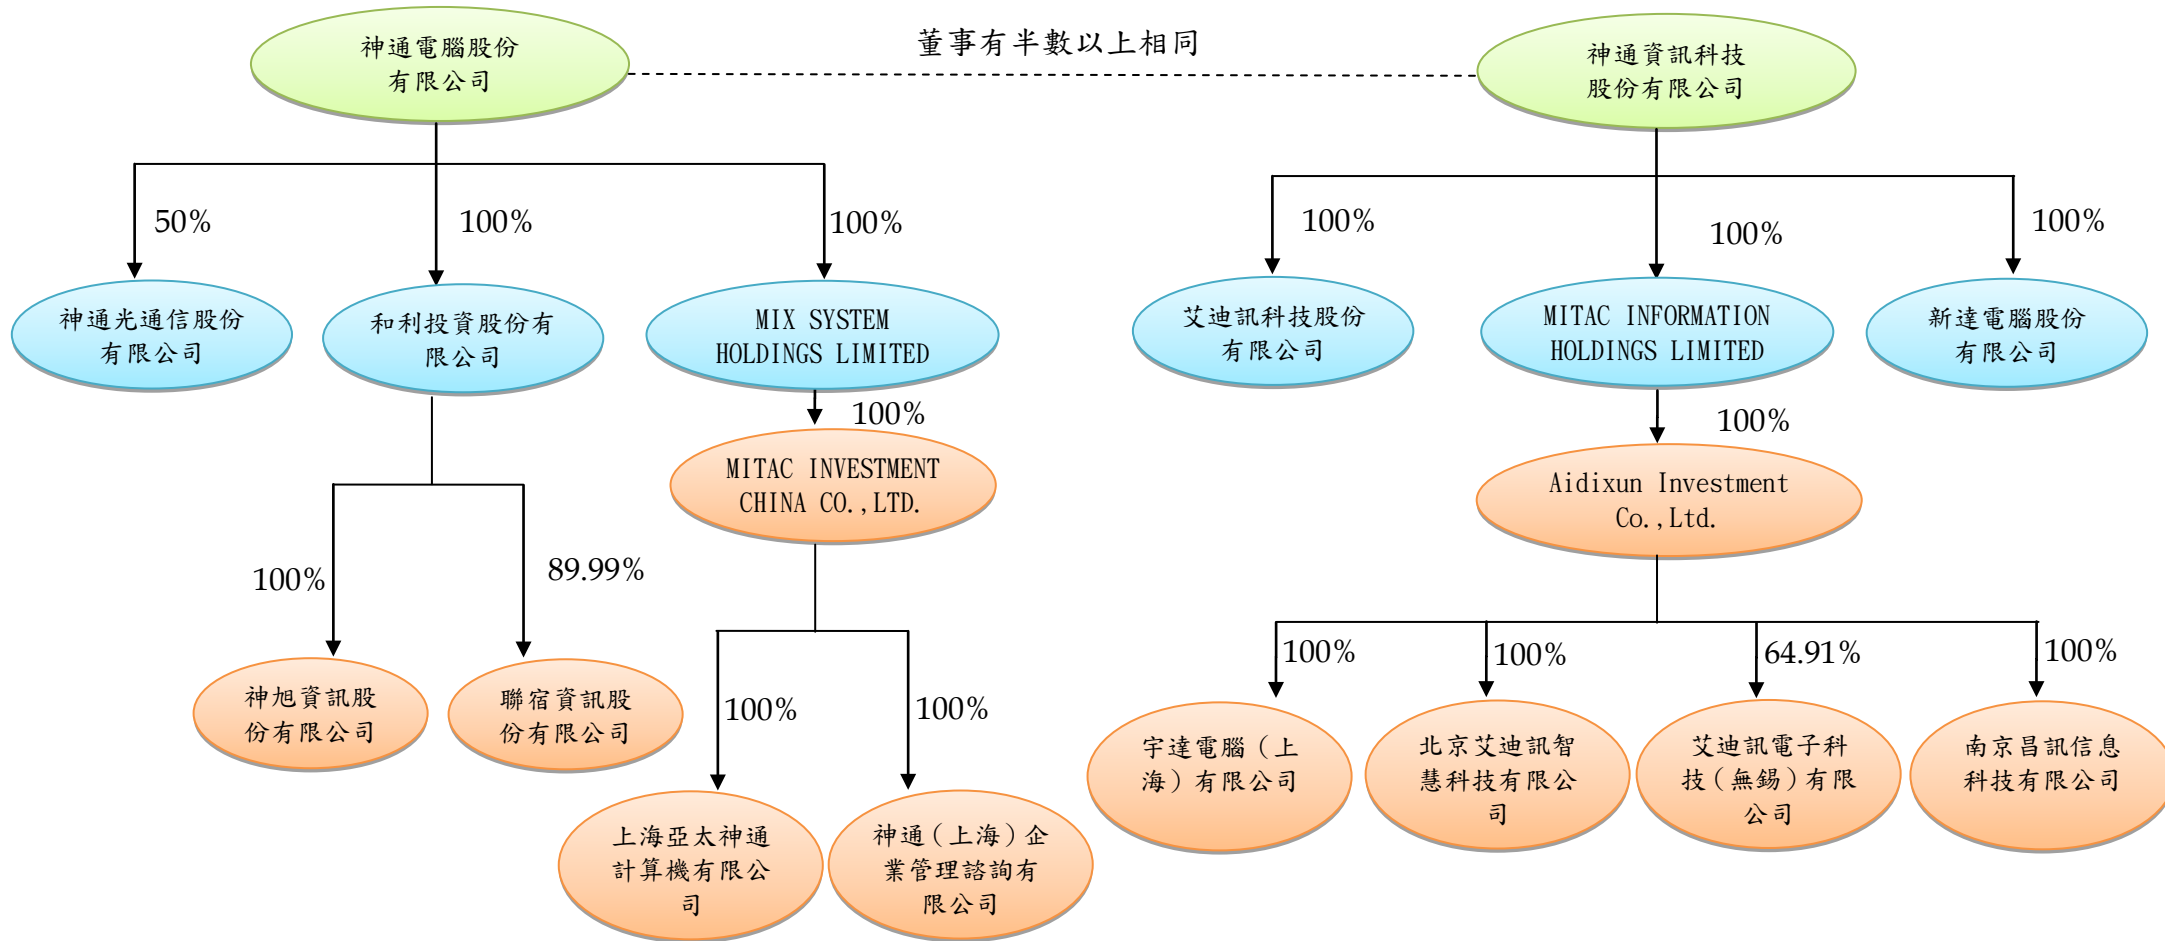 神通電腦股份
有限公司
董事有半數以上相同
神通資訊科技
股份有限公司
50%
100%
100%
100%
100%
100%
神通光通信股份
有限公司
和利投資股份有
限公司
MIX SYSTEM
HOLDINGS LIMITED
艾迪訊科技股份
有限公司
MITAC INFORMATION
HOLDINGS LIMITED
新達電腦股份
有限公司
100%
100%
MITAC INVESTMENT
CHINA CO.,LTD.
Aidixun Investment
Co.,Ltd.
100%
89.99%
100%
100%
64.91%
100%
神旭資訊股
份有限公司
聯宿資訊股
份有限公司
100%
100%
宇達電腦（上
海）有限公司
北京艾迪訊智
慧科技有限公
司
艾迪訊電子科
技（無錫）有限
公司
南京昌訊信息
科技有限公司
上海亞太神通
計算機有限公
司
神通（上海）企
業管理諮詢有
限公司